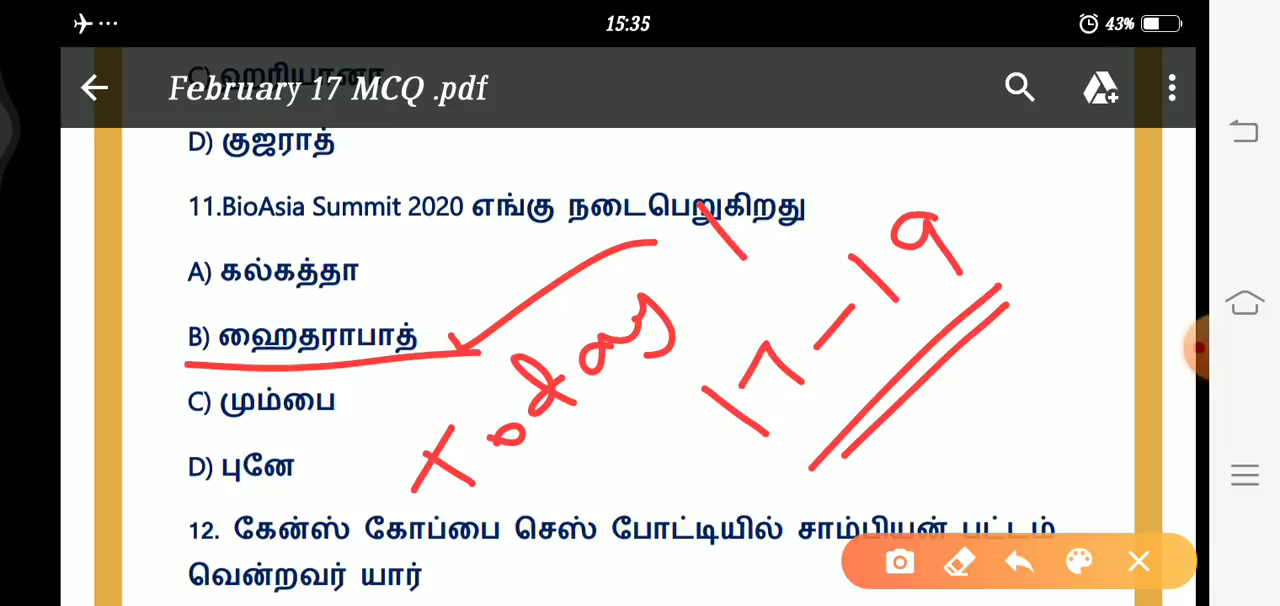 15:35
43%
C) ஹரியானா
February 17 MCQ .pdf
D) குஜராத்
11.BioAsia Summit 2020 எங்கு நடைபெறுகிறது
A) கல்கத்தா
B) ஹைதராபாத்
Today 17-19
C) மும்பை
D) புனே
12. கேன்ஸ் கோப்பை செஸ் போட்டியில் சாம்பியன் பட்டம்
வென்றவர் யார்